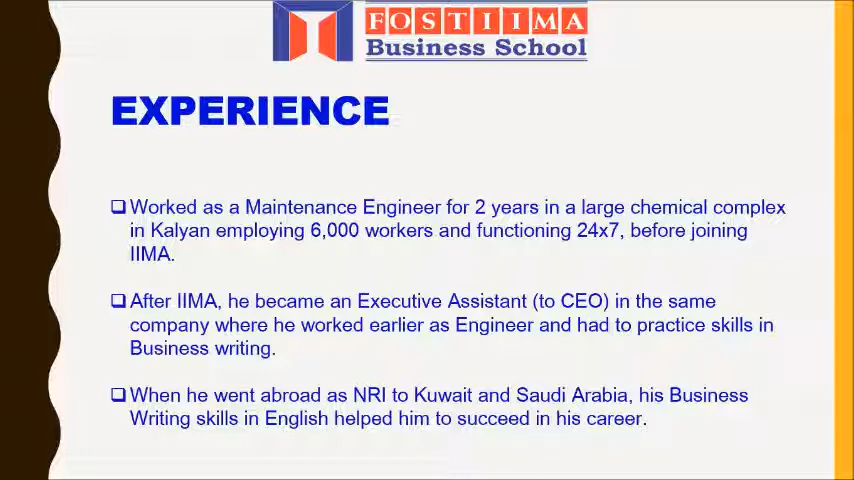 FOSTIIMA
Business School
EXPERIENCE
Worked as a Maintenance Engineer for 2 years in a large chemical complex
in Kalyan employing 6,000 workers and functioning 24x7, before joining
IIMA.
After IIMA, he became an Executive Assistant (to CEO) in the same
company where he worked earlier as Engineer and had to practice skills in
Business writing.
When he went abroad as NRI to Kuwait and Saudi Arabia, his Business
Writing skills in English helped him to succeed in his career.